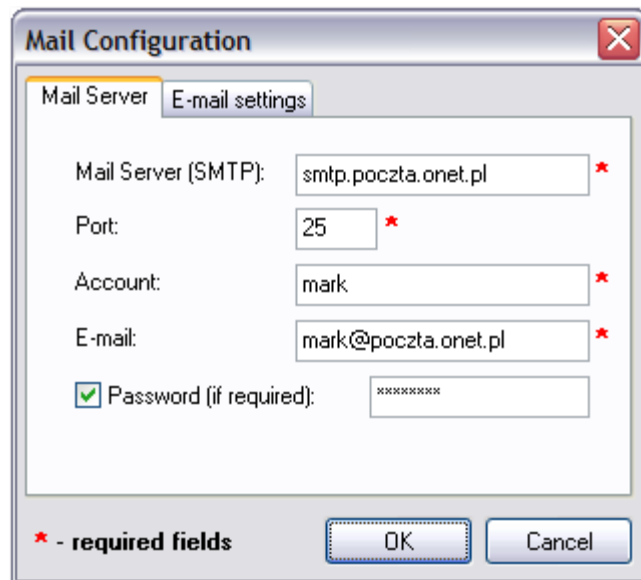 Mail Configuration
Mail Server E-mail settings
Mail Server (SMTP): smtp.poczta.onet.pl *
Port: 25 *
Account: mark *
E-mail: mark@poczta.onet.pl *
Password (if required): ********
* - required fields OK Cancel